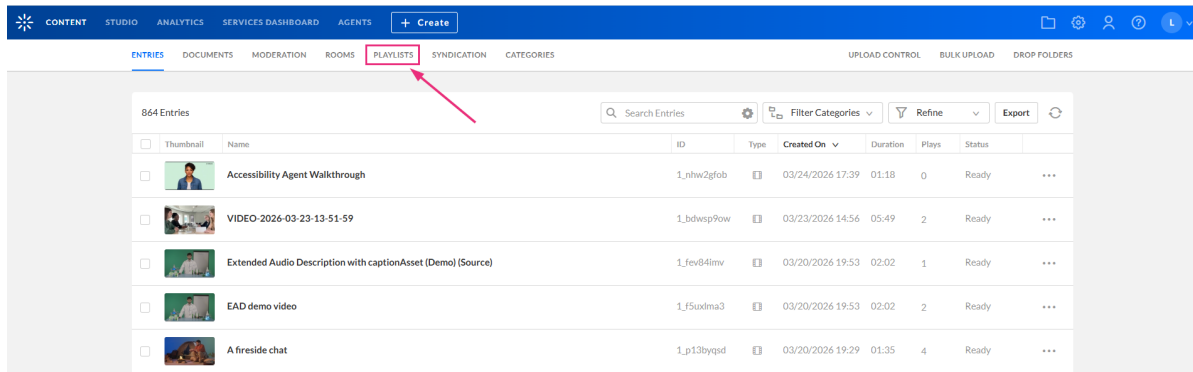 CONTENT STUDIO ANALYTICS SERVICES DASHBOARD AGENTS + Create L
ENTRIES DOCUMENTS MODERATION ROOMS PLAYLISTS SYNDICATION CATEGORIES UPLOAD CONTROL BULK UPLOAD DROP FOLDERS
864 Entries Search Entries Filter Categories Refine Export
Thumbnail Name ID Type Created On Duration Plays Status
Accessibility Agent Walkthrough 1_nhw2gfob 03/24/2026 17:39 01:18 0 Ready
VIDEO-2026-03-23-13-51-59 1_bdwsp9ow 03/23/2026 14:56 05:49 2 Ready
Extended Audio Description with captionAsset (Demo) (Source) 1_fev84imv 03/20/2026 19:53 02:02 1 Ready
EAD demo video 1_f5uxlma3 03/20/2026 19:53 02:02 2 Ready
A fireside chat 1_p13byqsd 03/20/2026 19:29 01:35 4 Ready